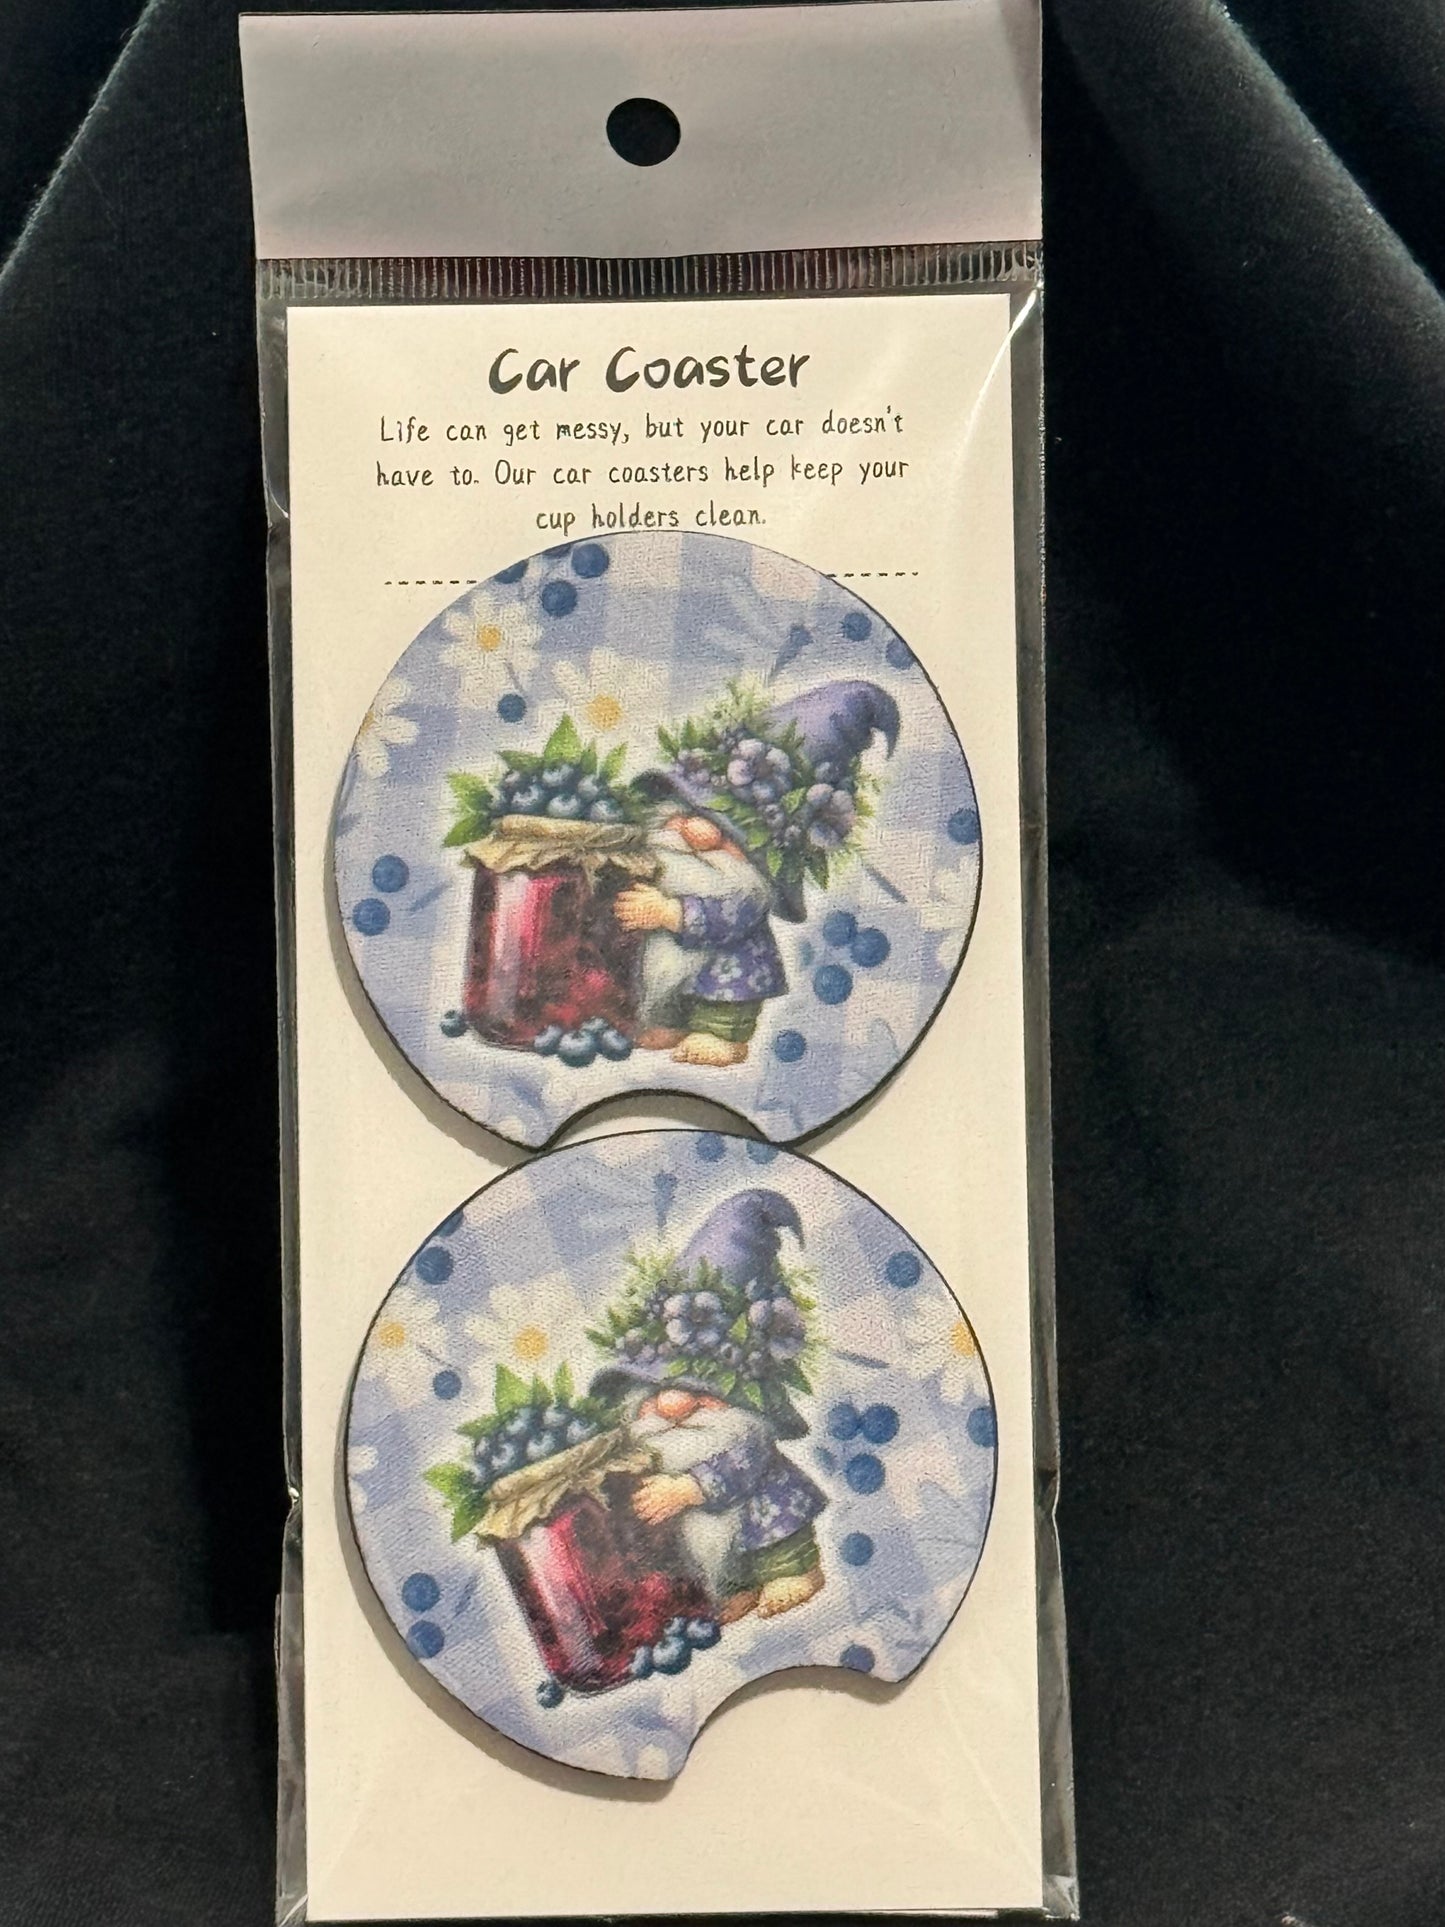 Car Coaster
Life can get messy, but your car doesn't
have to. Our car coasters help keep your
cup holders clean.